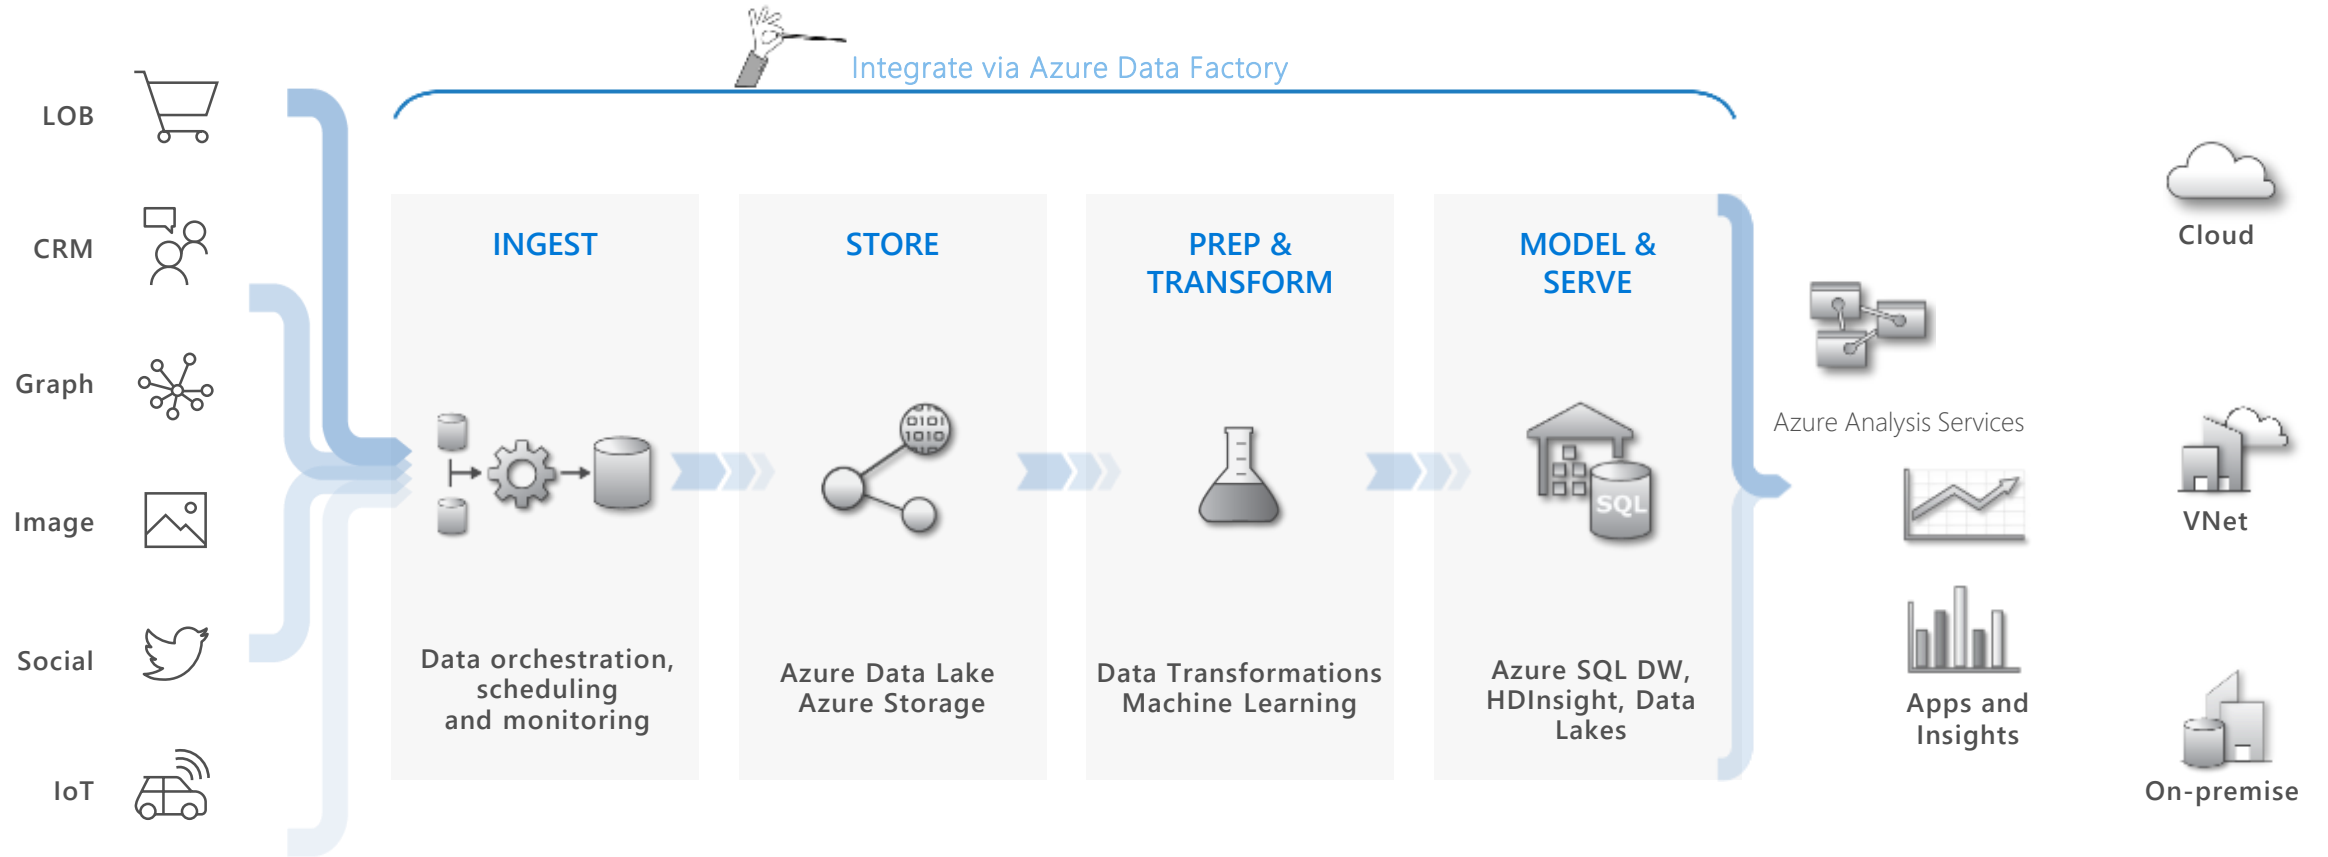 Integrate via Azure Data Factory
LOB
CRM
Graph
Image
Social
IoT
INGEST
Data orchestration,
scheduling
and monitoring
STORE
0101
1010
Azure Data Lake
Azure Storage
PREP &
TRANSFORM
Data Transformations
Machine Learning
MODEL &
SERVE
SQL
Azure SQL DW,
HDInsight, Data
Lakes
Azure Analysis Services
Apps and
Insights
Cloud
VNet
On-premise